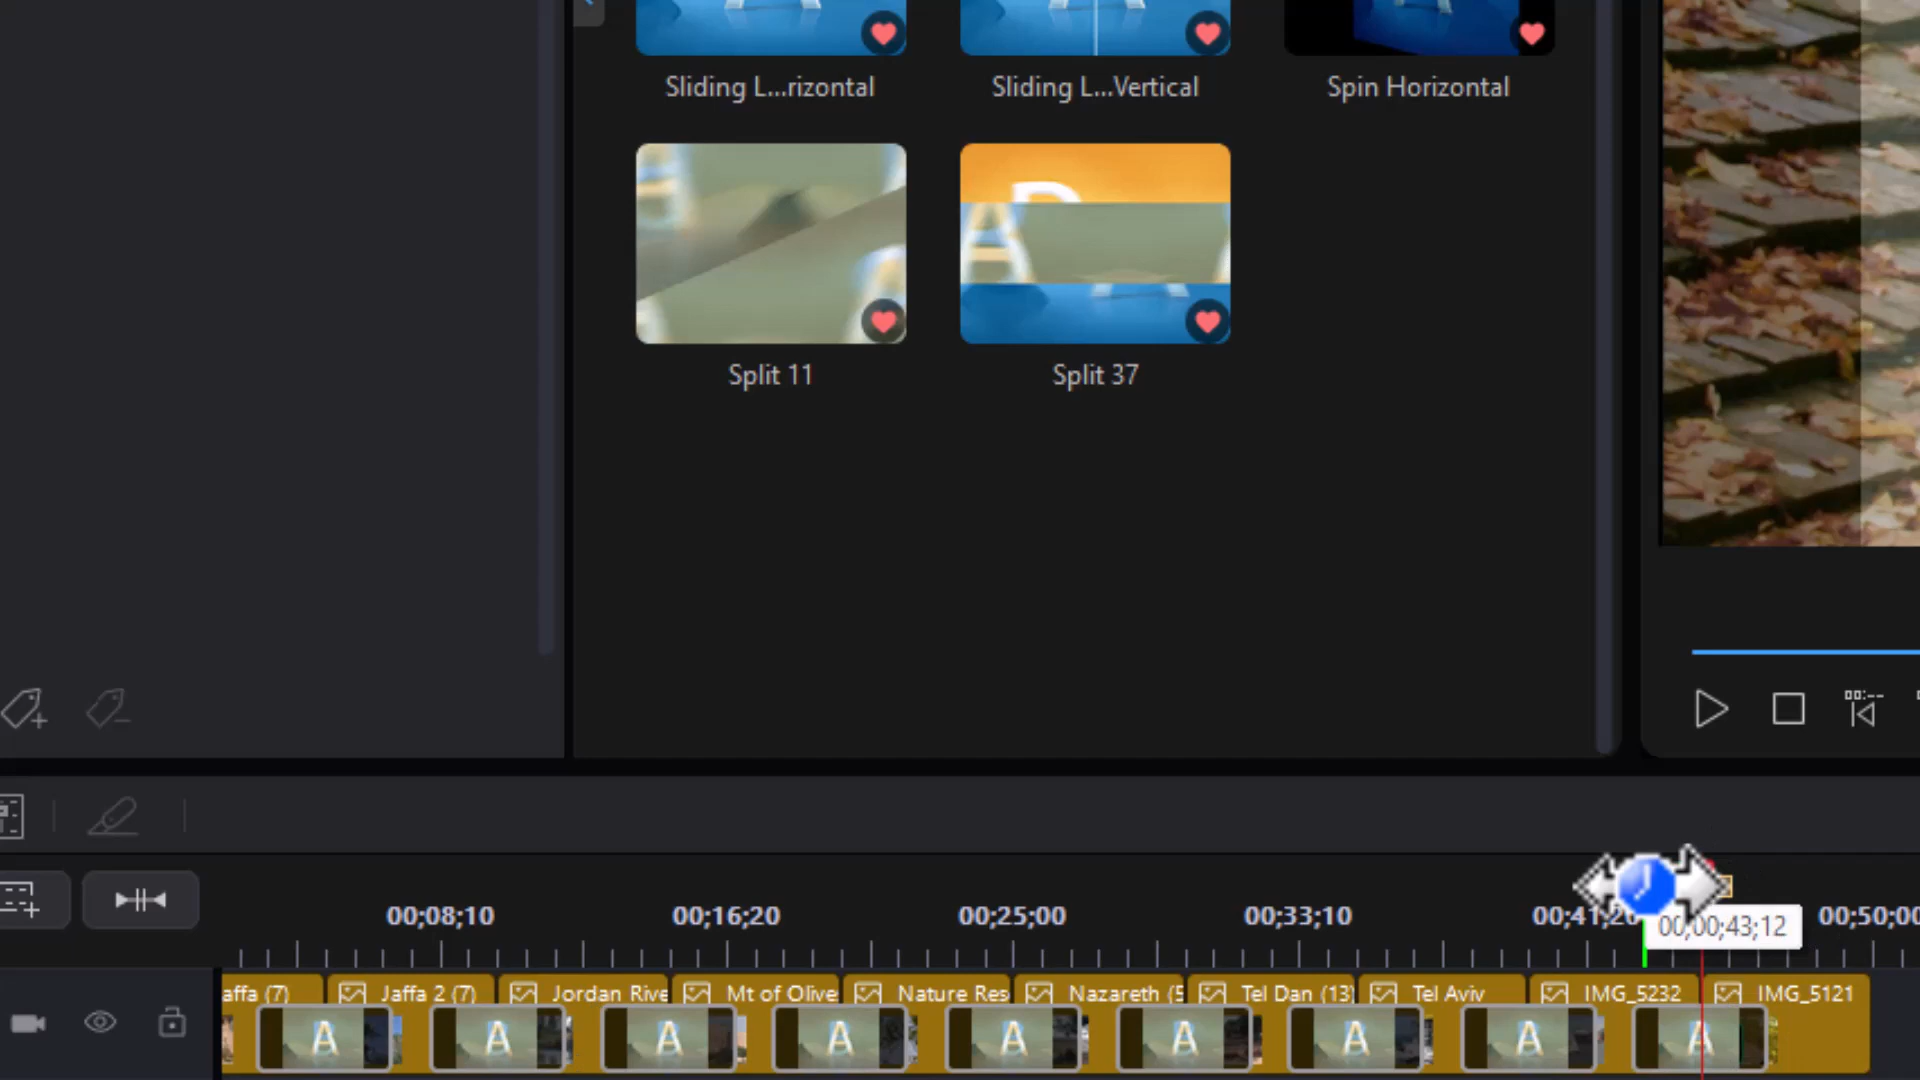 Sliding L...rizontal
Sliding L...Vertical
Spin Horizontal
Split 11
Split 37
00;08;10
00;16;20
00;25;00
00;33;10
00;41;20
00;00;43;12
00;50;00
affa (7)
Jaffa 2 (7)
Jordan Rive
Mt of Olive
Nature Res
Nazareth (5
Tel Dan (13)
Tel Aviv
IMG_5232
IMG_5121
A
A
A
A
A
A
A
A
A